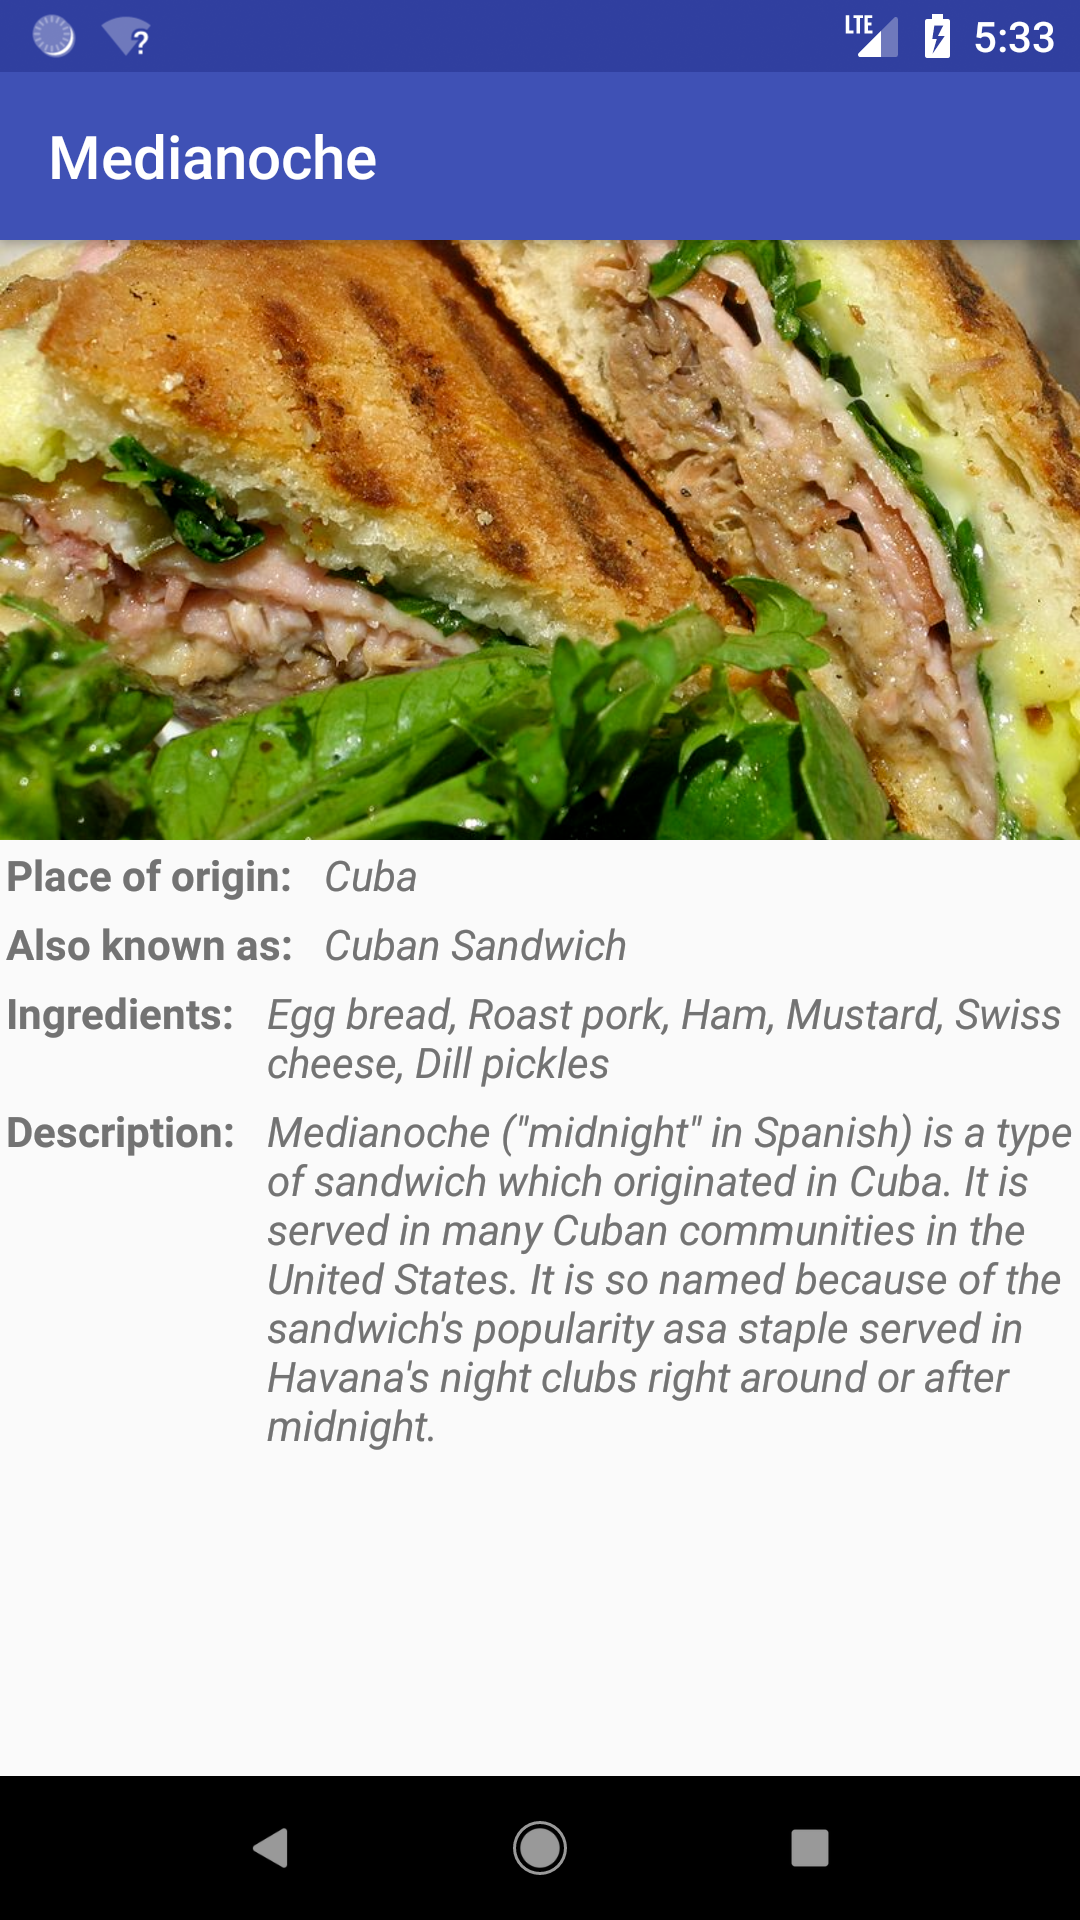 LTE 5:33
Medianoche
Place of origin: Cuba
Also known as: Cuban Sandwich
Ingredients: Egg bread, Roast pork, Ham, Mustard, Swiss
cheese, Dill pickles
Description: Medianoche ("midnight" in Spanish) is a type
of sandwich which originated in Cuba. It is
served in many Cuban communities in the
United States. It is so named because of the
sandwich's popularity asa staple served in
Havana's night clubs right around or after
midnight.